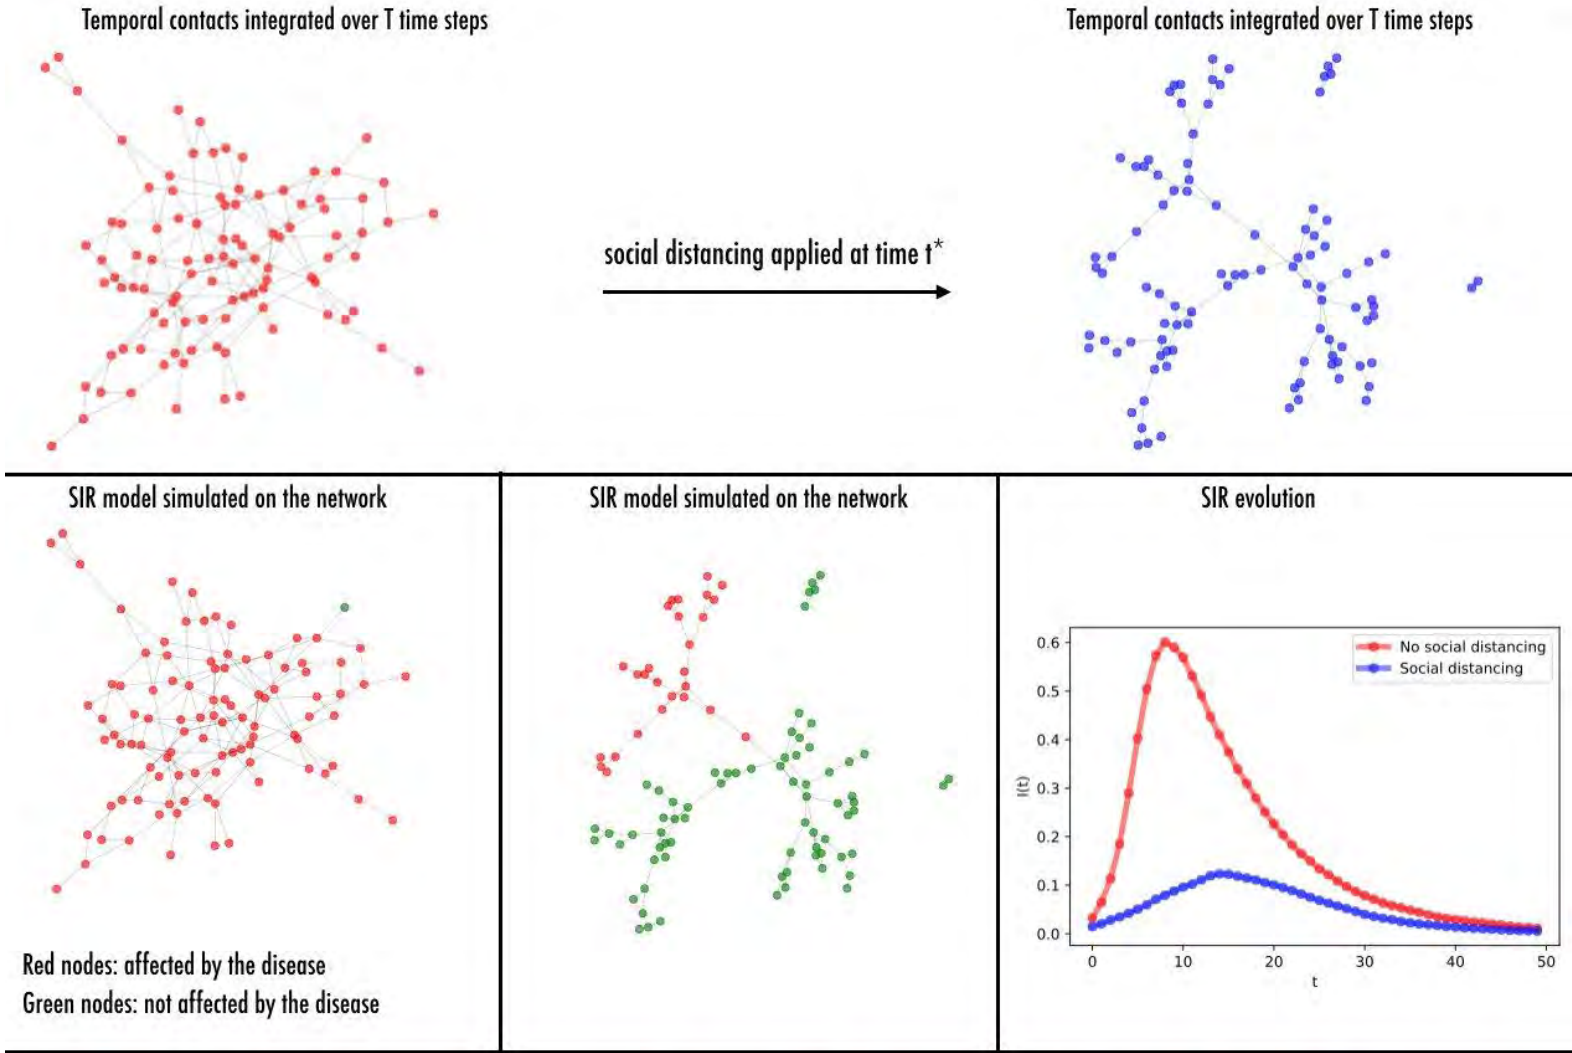 Temporal contacts integrated over T time steps
Temporal contacts integrated over T time steps
social distancing applied at time t*
SIR model simulated on the network
SIR model simulated on the network
SIR evolution
Red nodes: affected by the disease
Green nodes: not affected by the disease
No social distancing
Social distancing
0.6
0.5
0.4
0.3
0.2
0.1
0.0
I(t)
0 10 20 30 40 50
t